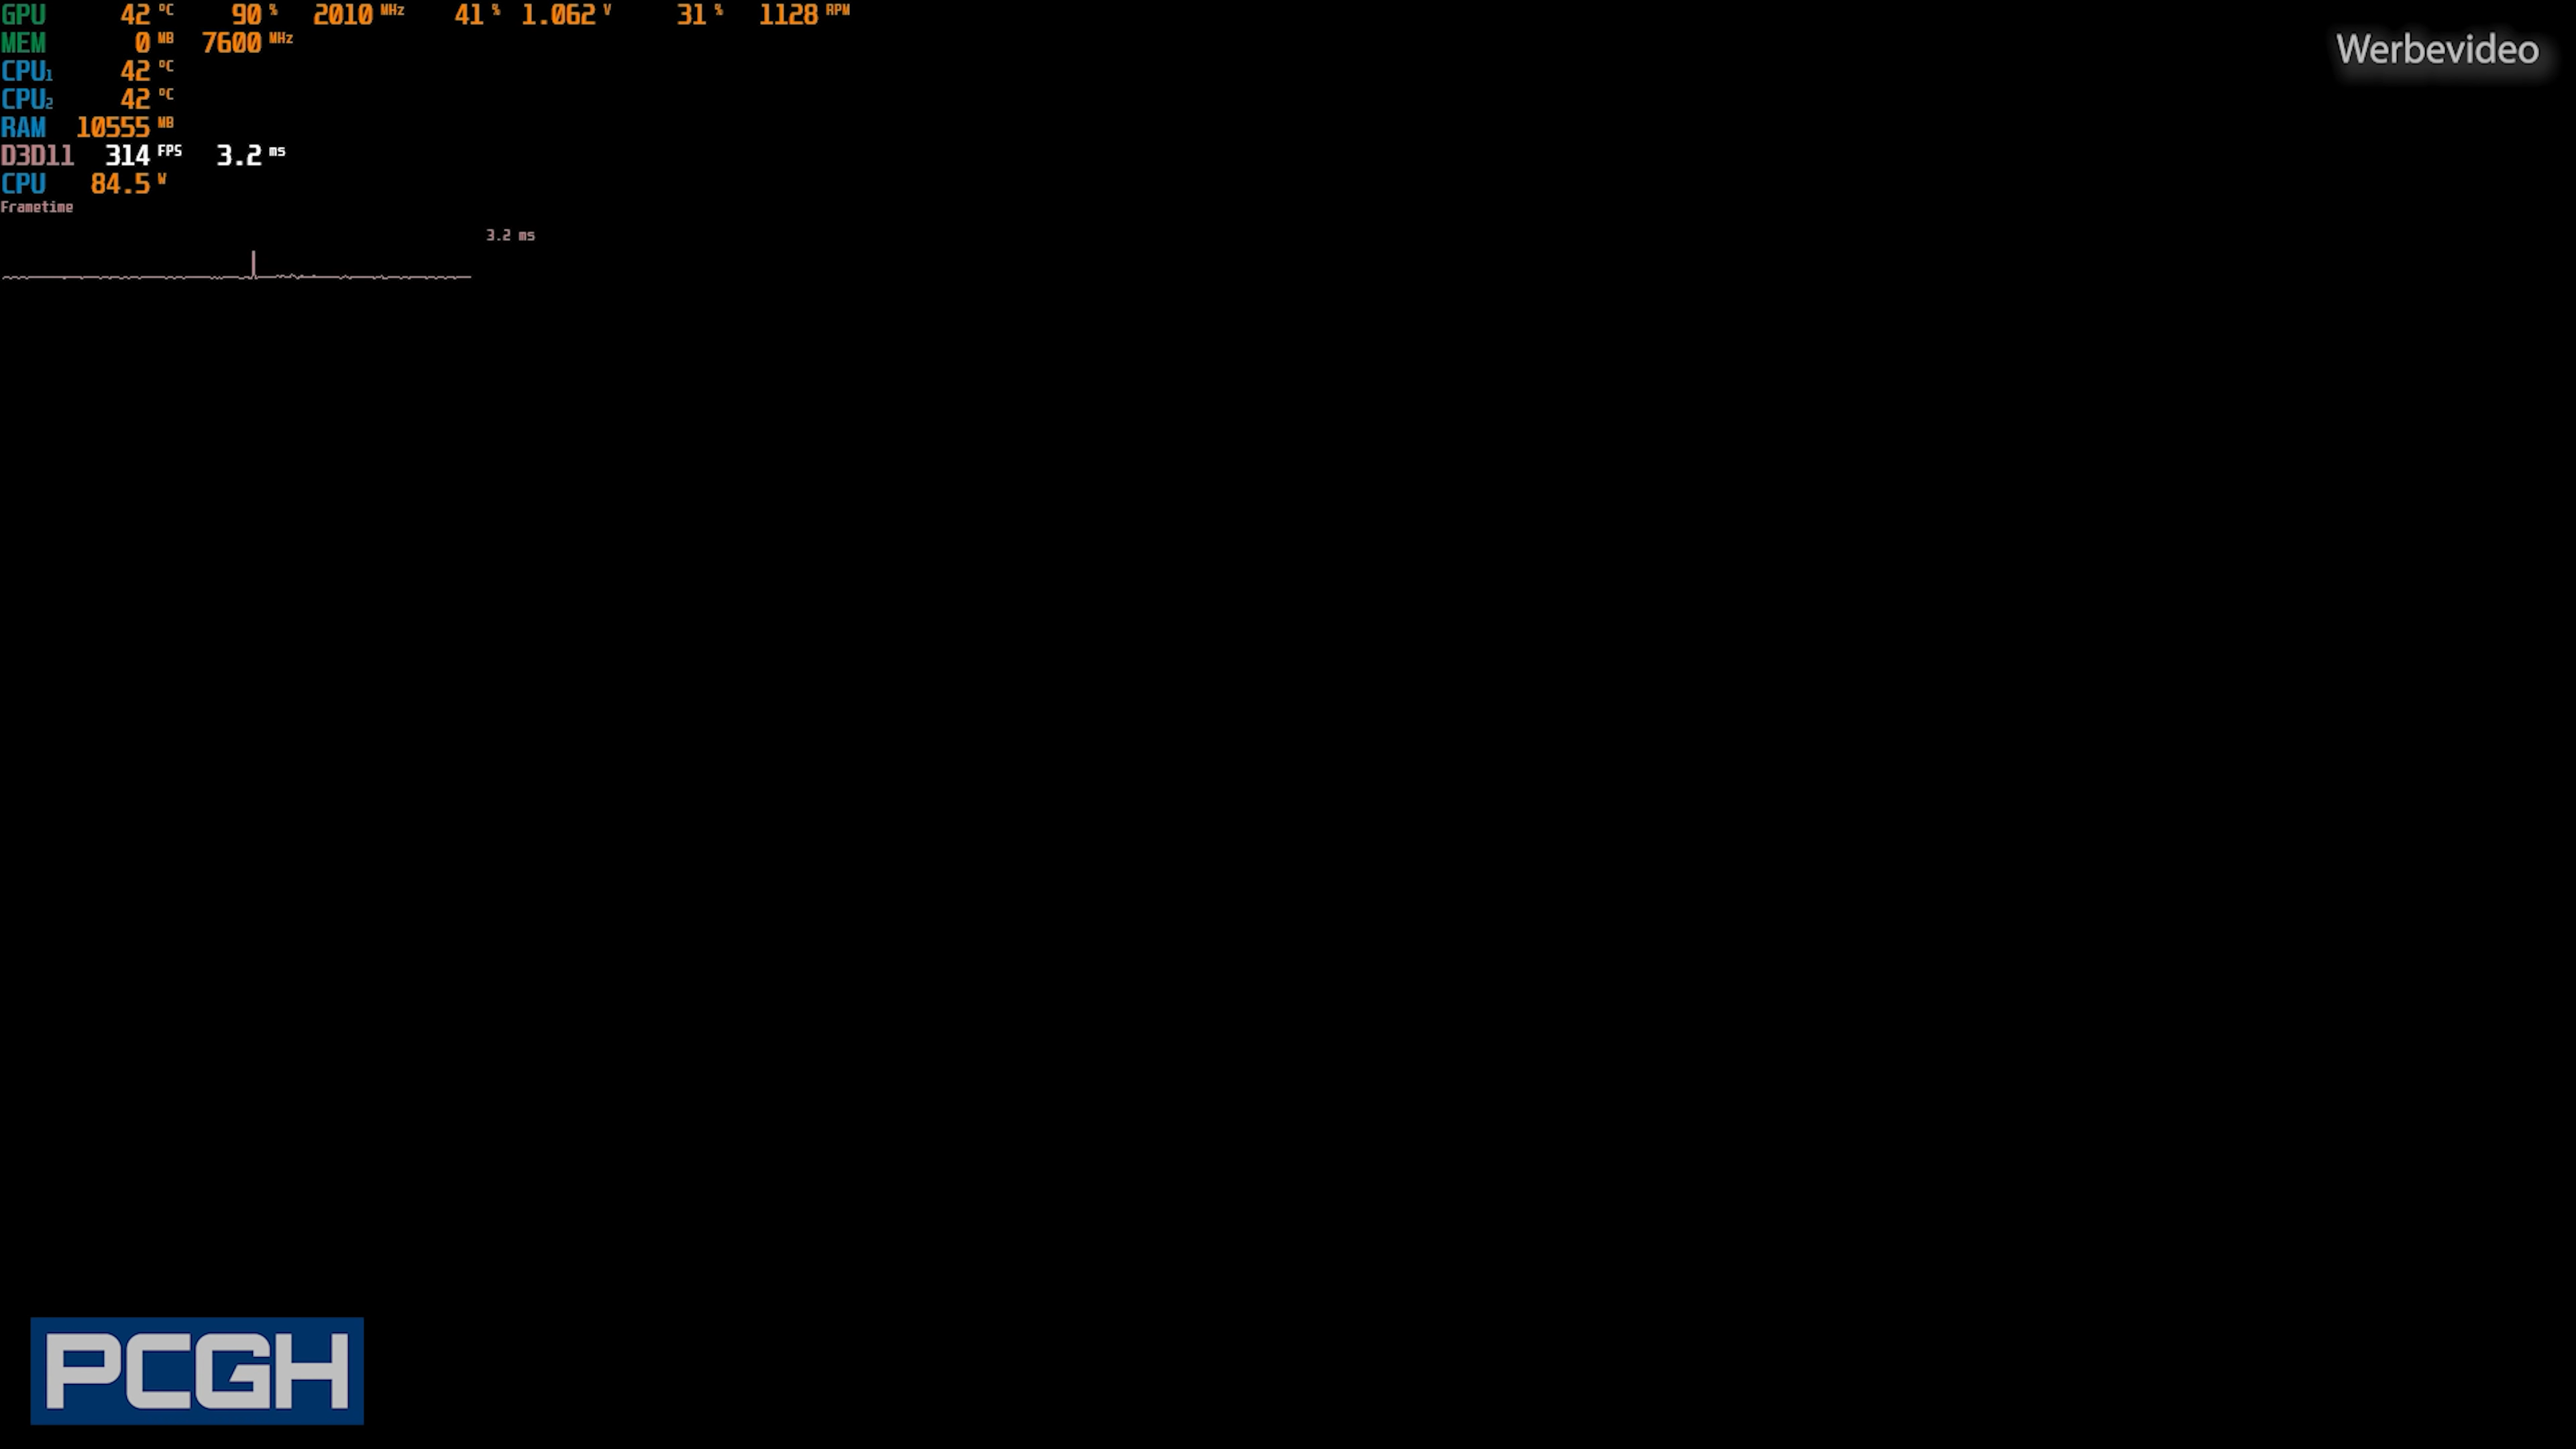 GPU 42 °C 90 % 2010 MHz 41 % 1.062 V 31 % 1128 RPM
MEM 0 MB 7600 MHz
CPU1 42 °C
CPU2 42 °C
RAM 10555 MB
D3D11 314 FPS 3.2 ms
CPU 84.5 W
Frametime
3.2 ms
Werbevideo
PCGH